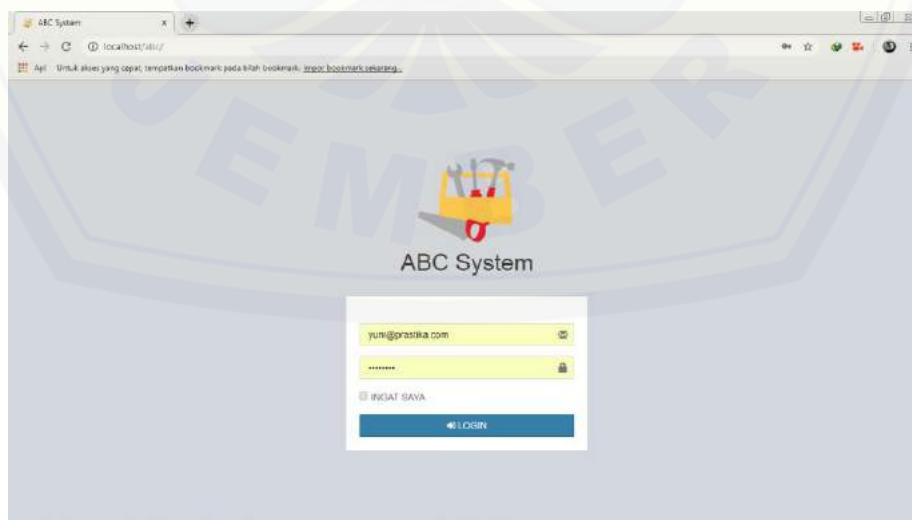 ABC System
localhost/abc/
Apl Untuk akses yang cepat, tempatkan bookmark pada bilah bookmark. Impor bookmark sekarang...
EMBER
ABC System
yuni@prastika.com
INGAT SAYA
LOGIN